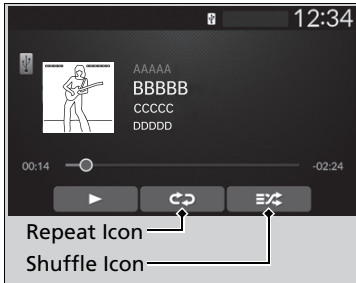 12:34
AAAAA
BBBBB
CCCCC
DDDDD
00:14 -02:24
Repeat Icon
Shuffle Icon